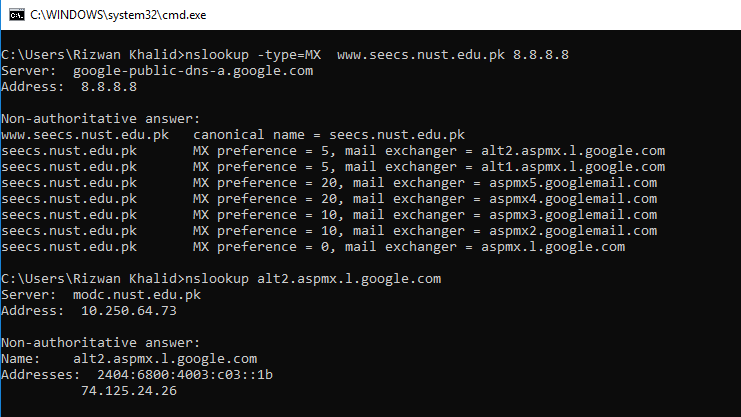 C:\WINDOWS\system32\cmd.exe
C:\Users\Rizwan Khalid>nslookup -type=MX  www.seecs.nust.edu.pk 8.8.8.8
Server:  google-public-dns-a.google.com
Address:  8.8.8.8
Non-authoritative answer:
www.seecs.nust.edu.pk   canonical name = seecs.nust.edu.pk
seecs.nust.edu.pk       MX preference = 5, mail exchanger = alt2.aspmx.l.google.com
seecs.nust.edu.pk       MX preference = 5, mail exchanger = alt1.aspmx.l.google.com
seecs.nust.edu.pk       MX preference = 20, mail exchanger = aspmx5.googlemail.com
seecs.nust.edu.pk       MX preference = 20, mail exchanger = aspmx4.googlemail.com
seecs.nust.edu.pk       MX preference = 10, mail exchanger = aspmx3.googlemail.com
seecs.nust.edu.pk       MX preference = 10, mail exchanger = aspmx2.googlemail.com
seecs.nust.edu.pk       MX preference = 0, mail exchanger = aspmx.l.google.com
C:\Users\Rizwan Khalid>nslookup alt2.aspmx.l.google.com
Server:  modc.nust.edu.pk
Address:  10.250.64.73
Non-authoritative answer:
Name:    alt2.aspmx.l.google.com
Addresses:  2404:6800:4003:c03::1b
          74.125.24.26